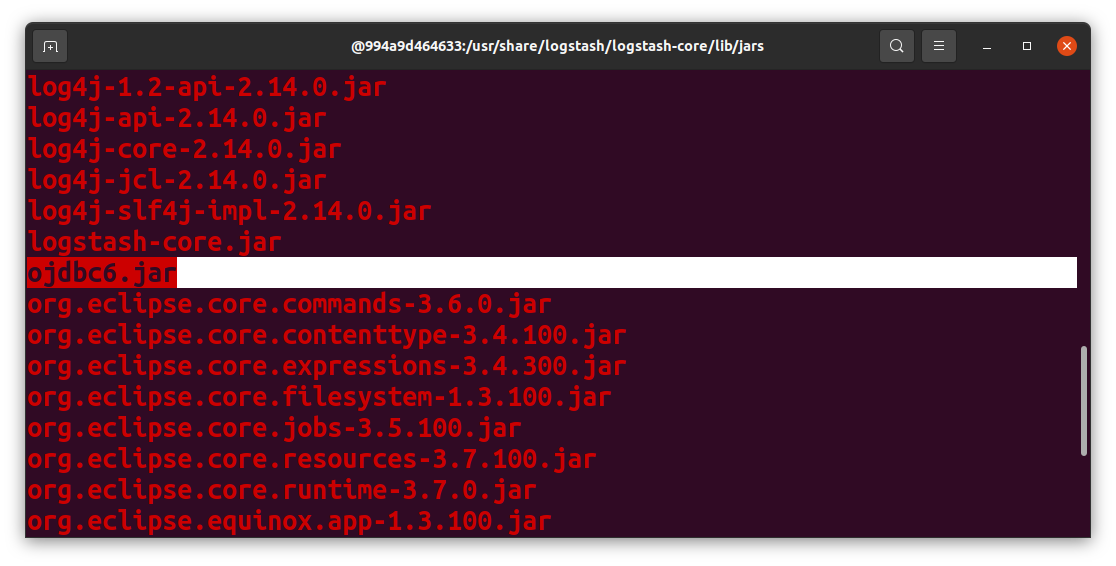 @994a9d464633:/usr/share/logstash/logstash-core/lib/jars
log4j-1.2-api-2.14.0.jar
log4j-api-2.14.0.jar
log4j-core-2.14.0.jar
log4j-jcl-2.14.0.jar
log4j-slf4j-impl-2.14.0.jar
logstash-core.jar
ojdbc6.jar
org.eclipse.core.commands-3.6.0.jar
org.eclipse.core.contenttype-3.4.100.jar
org.eclipse.core.expressions-3.4.300.jar
org.eclipse.core.filesystem-1.3.100.jar
org.eclipse.core.jobs-3.5.100.jar
org.eclipse.core.resources-3.7.100.jar
org.eclipse.core.runtime-3.7.0.jar
org.eclipse.equinox.app-1.3.100.jar